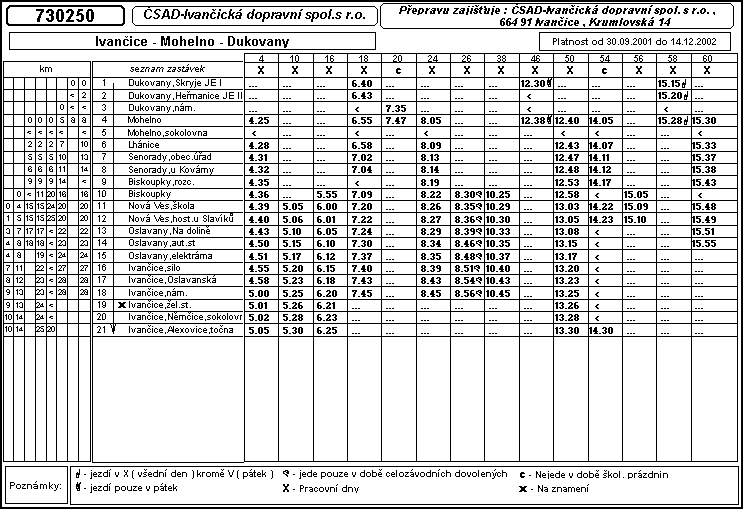 730250
ČSAD-Ivančická dopravní spol.s r.o.
Přepravu zajišťuje : ČSAD-Ivančická dopravní spol.s r.o. ,
664 91 Ivančice , Krumlovská 14
Ivančice - Mohelno - Dukovany
Platnost od 30.09.2001 do 14.12.2002
km seznam zastávek 4 10 16 18 20 24 26 38 46 50 54 56 58 60
X X X X c X X X X X c X X X
0 0 1 Dukovany,Skryje JE I ... ... ... 6.40 ... ... ... ... 12.30 ... ... ... 15.15 ...
< 2 2 Dukovany,Heřmanice JE II ... ... ... 6.43 ... ... ... ... < ... ... ... 15.20 ...
0 < < 3 Dukovany,nám. ... ... ... < 7.35 ... ... ... < ... ... ... < ...
0 0 0 5 8 8 4 Mohelno 4.25 ... ... 6.55 7.47 8.05 ... ... 12.38 12.40 14.05 ... 15.28 15.30
< < < < < 5 Mohelno,sokolovna < ... ... < ... < ... ... ... < < ... ... <
2 2 2 7 10 6 Lhánice 4.28 ... ... 6.58 ... 8.09 ... ... ... 12.43 14.07 ... ... 15.33
5 5 5 10 13 7 Senorady,obec.úřad 4.31 ... ... 7.02 ... 8.13 ... ... ... 12.47 14.11 ... ... 15.37
6 6 6 11 14 8 Senorady,u Kovárny 4.32 ... ... 7.04 ... 8.14 ... ... ... 12.48 14.12 ... ... 15.38
9 9 9 14 < 9 Biskoupky,rozc. 4.35 ... ... < ... 8.19 ... ... ... 12.53 14.17 ... ... 15.43
0 < 11 20 16 16 10 Biskoupky 4.36 ... 5.55 7.09 ... 8.22 8.30 10.25 ... 12.58 < 15.05 ... <
0 4 15 15 24 20 20 11 Nová Ves,škola 4.39 5.05 6.00 7.20 ... 8.26 8.35 10.29 ... 13.03 14.22 15.09 ... 15.48
1 5 15 15 25 20 20 12 Nová Ves,host.u Slavíků 4.40 5.06 6.01 7.22 ... 8.27 8.36 10.30 ... 13.05 14.23 15.10 ... 15.49
3 7 17 17 < 22 22 13 Oslavany,Na dolině 4.43 5.10 6.05 7.24 ... 8.29 8.39 10.33 ... 13.08 < ... ... 15.51
4 8 18 18 < 23 23 14 Oslavany,aut.st 4.50 5.15 6.10 7.30 ... 8.34 8.46 10.35 ... 13.15 < ... ... 15.55
4 8 19 < 24 24 15 Oslavany,elektrárna 4.51 5.17 6.12 7.37 ... 8.35 8.48 10.37 ... 13.17 < ... ... ...
7 11 22 < 27 27 16 Ivančice,silo 4.55 5.20 6.15 7.40 ... 8.39 8.51 10.40 ... 13.20 < ... ... ...
8 12 23 < 28 28 17 Ivančice,Oslavanská 4.58 5.23 6.18 7.43 ... 8.43 8.54 10.43 ... 13.23 < ... ... ...
9 13 23 < 28 28 18 Ivančice,nám. 5.00 5.25 6.20 7.45 ... 8.45 8.56 10.45 ... 13.25 < ... ... ...
9 13 24 < 19 x Ivančice,žel.st. 5.01 5.26 6.21 ... ... ... ... ... ... 13.26 < ... ... ...
10 13 24 < 20 Ivančice,Němčice,sokolovn 5.02 5.28 6.23 ... ... ... ... ... ... 13.28 < ... ... ...
10 14 25 20 21 Ivančice,Alexovice,točna 5.05 5.30 6.25 ... ... ... ... ... ... 13.30 14.30 ... ... ...
Poznámky:
- jezdí v X ( všední den ) kromě V ( pátek ) - jede pouze v době celozávodních dovolených c - Nejede v době škol. prázdnin
- jezdí pouze v pátek X - Pracovní dny x - Na znamení